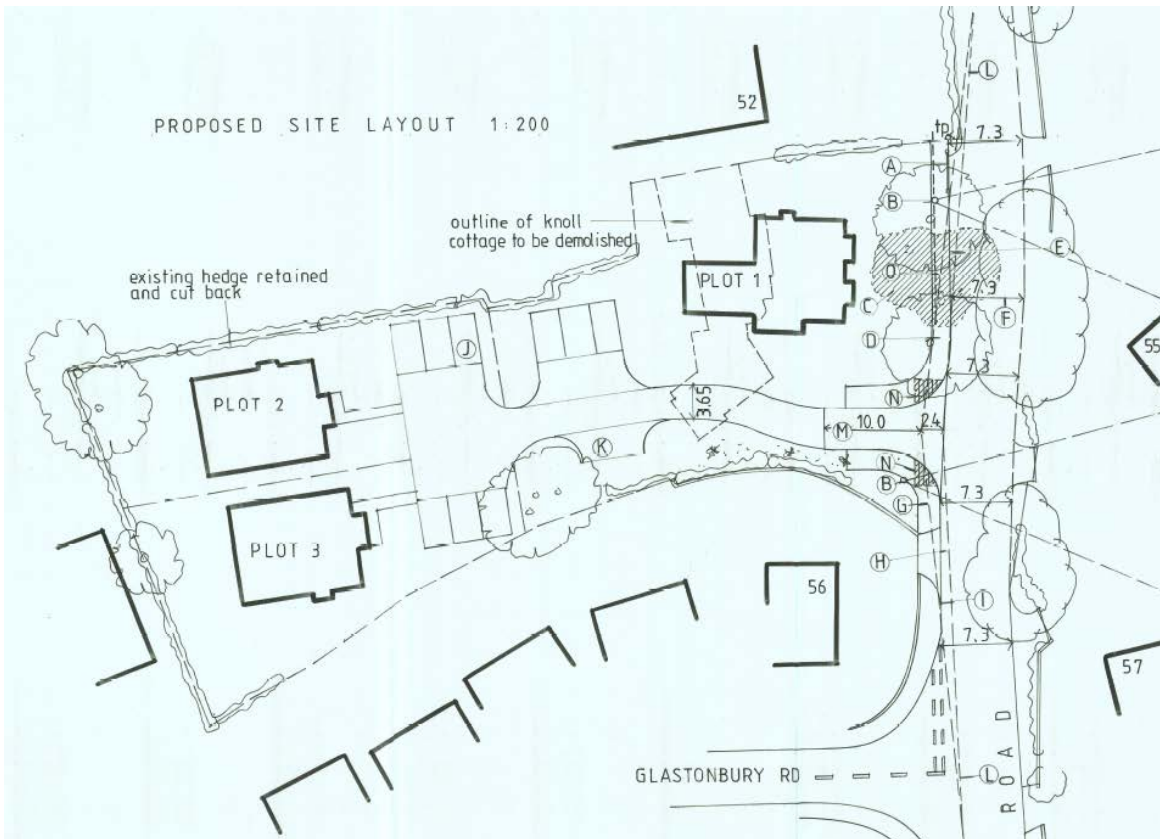 PROPOSED SITE LAYOUT 1:200
52
L
tp
7.3
A
B
outline of knoll
cottage to be demolished
existing hedge retained
and cut back
PLOT 1
E
7.3
F
C
D
55
J
7.3
PLOT 2
3.65
N
10.0
2.4
M
K
N
B
7.3
G
PLOT 3
H
56
I
7.3
57
GLASTONBURY RD
L
ROAD